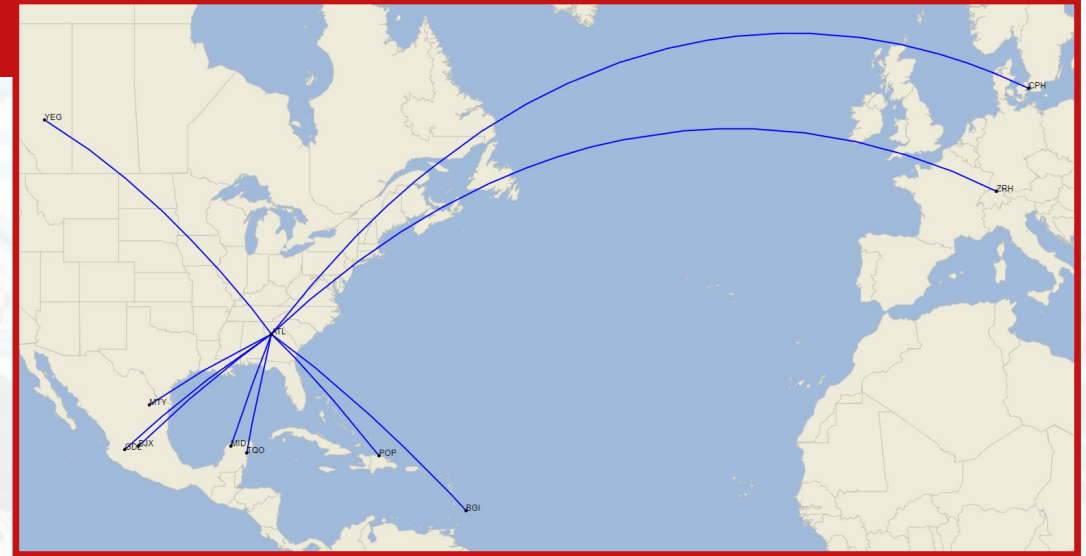 CPH
YEG
ZRH
ATL
MTY
GDL
BJX
MID
TQO
POP
BGI